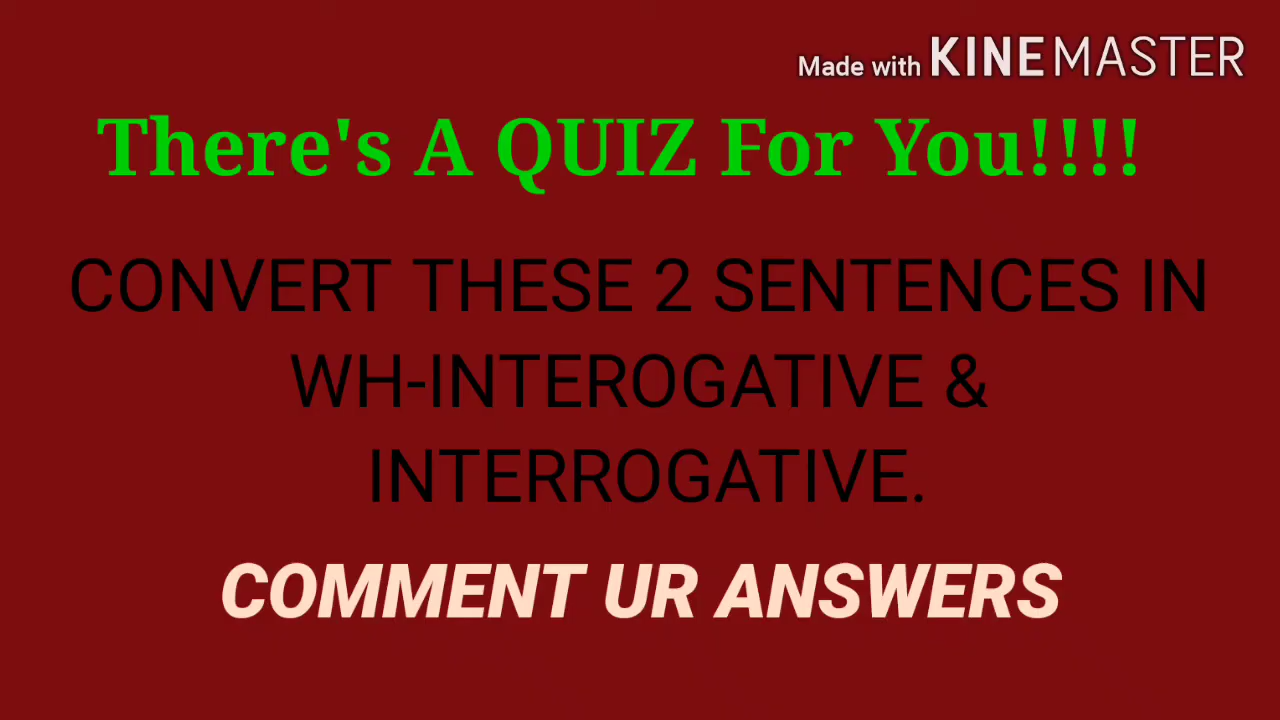 Made with KINEMASTER
There's A QUIZ For You!!!!
CONVERT THESE 2 SENTENCES IN
WH-INTEROGATIVE &
INTERROGATIVE.
COMMENT UR ANSWERS